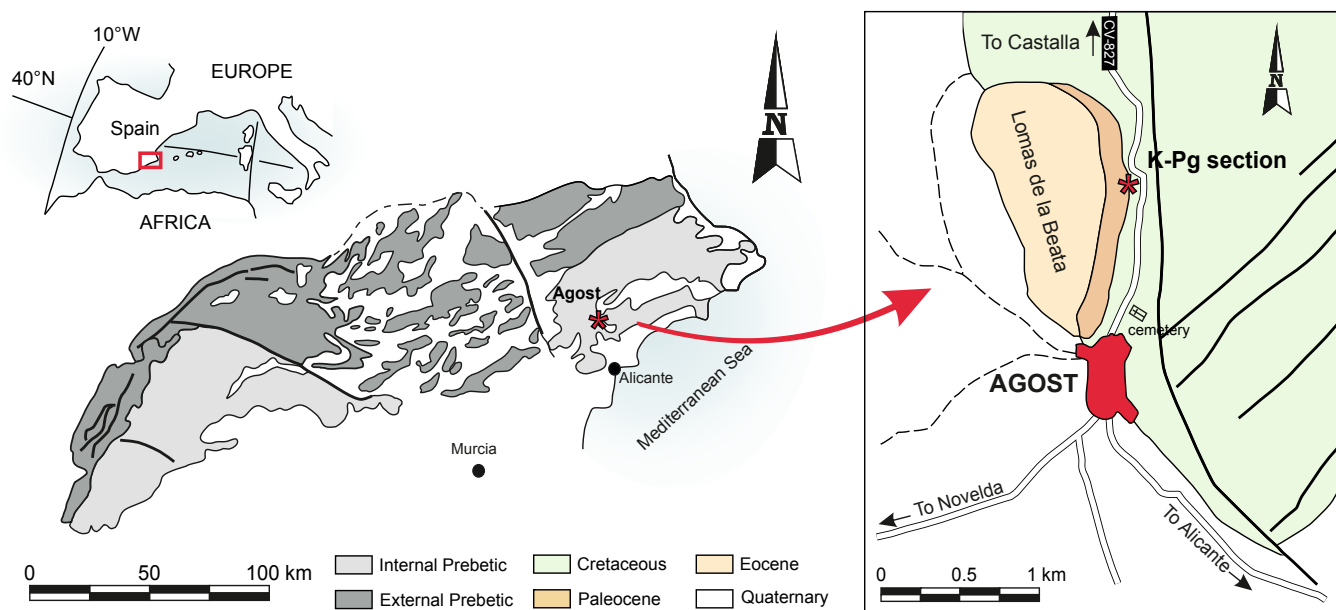 10°W
40°N
EUROPE
Spain
AFRICA
N
Agost
Alicante
Mediterranean Sea
Murcia
0 50 100 km
Internal Prebetic
External Prebetic
Cretaceous
Paleocene
Eocene
Quaternary
To Castalla
CV-827
N
Lomas de la Beata
K-Pg section
cemetery
AGOST
To Novelda
To Alicante
0 0.5 1 km